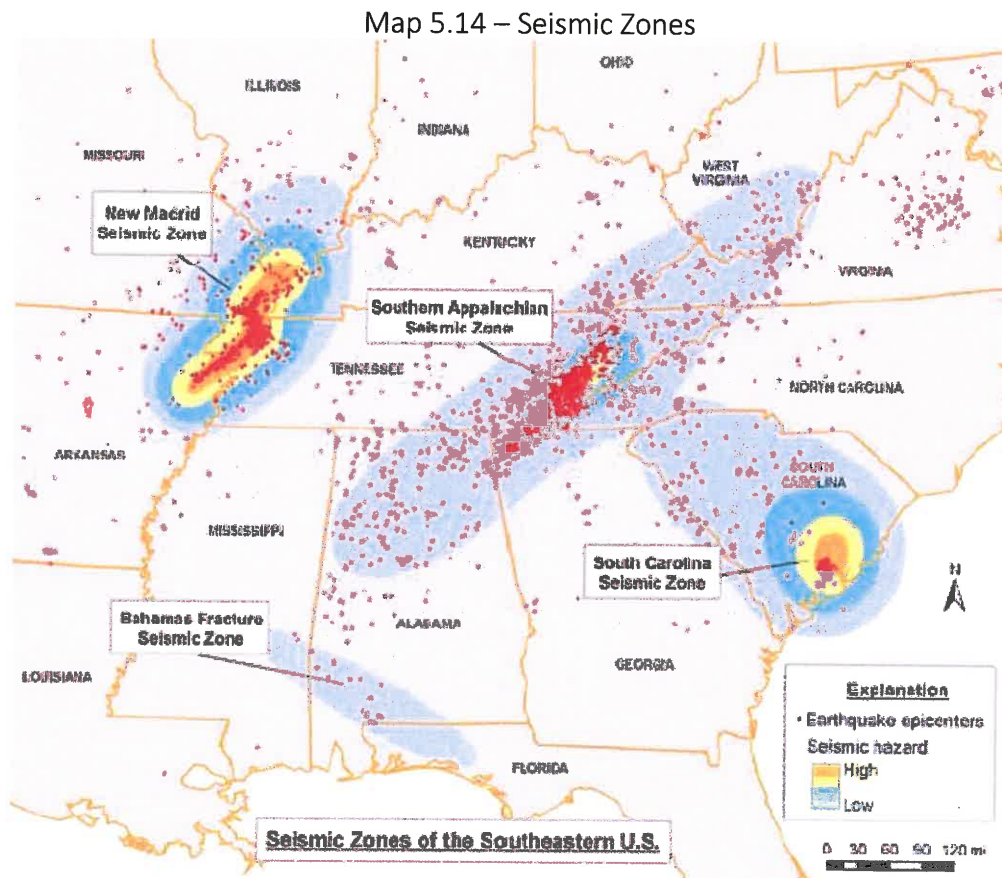 Map 5.14 – Seismic Zones
OHIO
ILLINOIS
INDIANA
MISSOURI
WEST
VIRGINIA
New Madrid
Seismic Zone
KENTUCKY
VIRGINIA
Southern Appalachian
Seismic Zone
TENNESSEE
NORTH CAROLINA
ARKANSAS
SOUTH
CAROLINA
MISSISSIPPI
South Carolina
Seismic Zone
N
Bahamas Fracture
Seismic Zone
ALABAMA
GEORGIA
LOUISIANA
Explanation
Earthquake epicenters
Seismic hazard
High
Low
FLORIDA
Seismic Zones of the Southeastern U.S.
0 30 60 90 120 mi